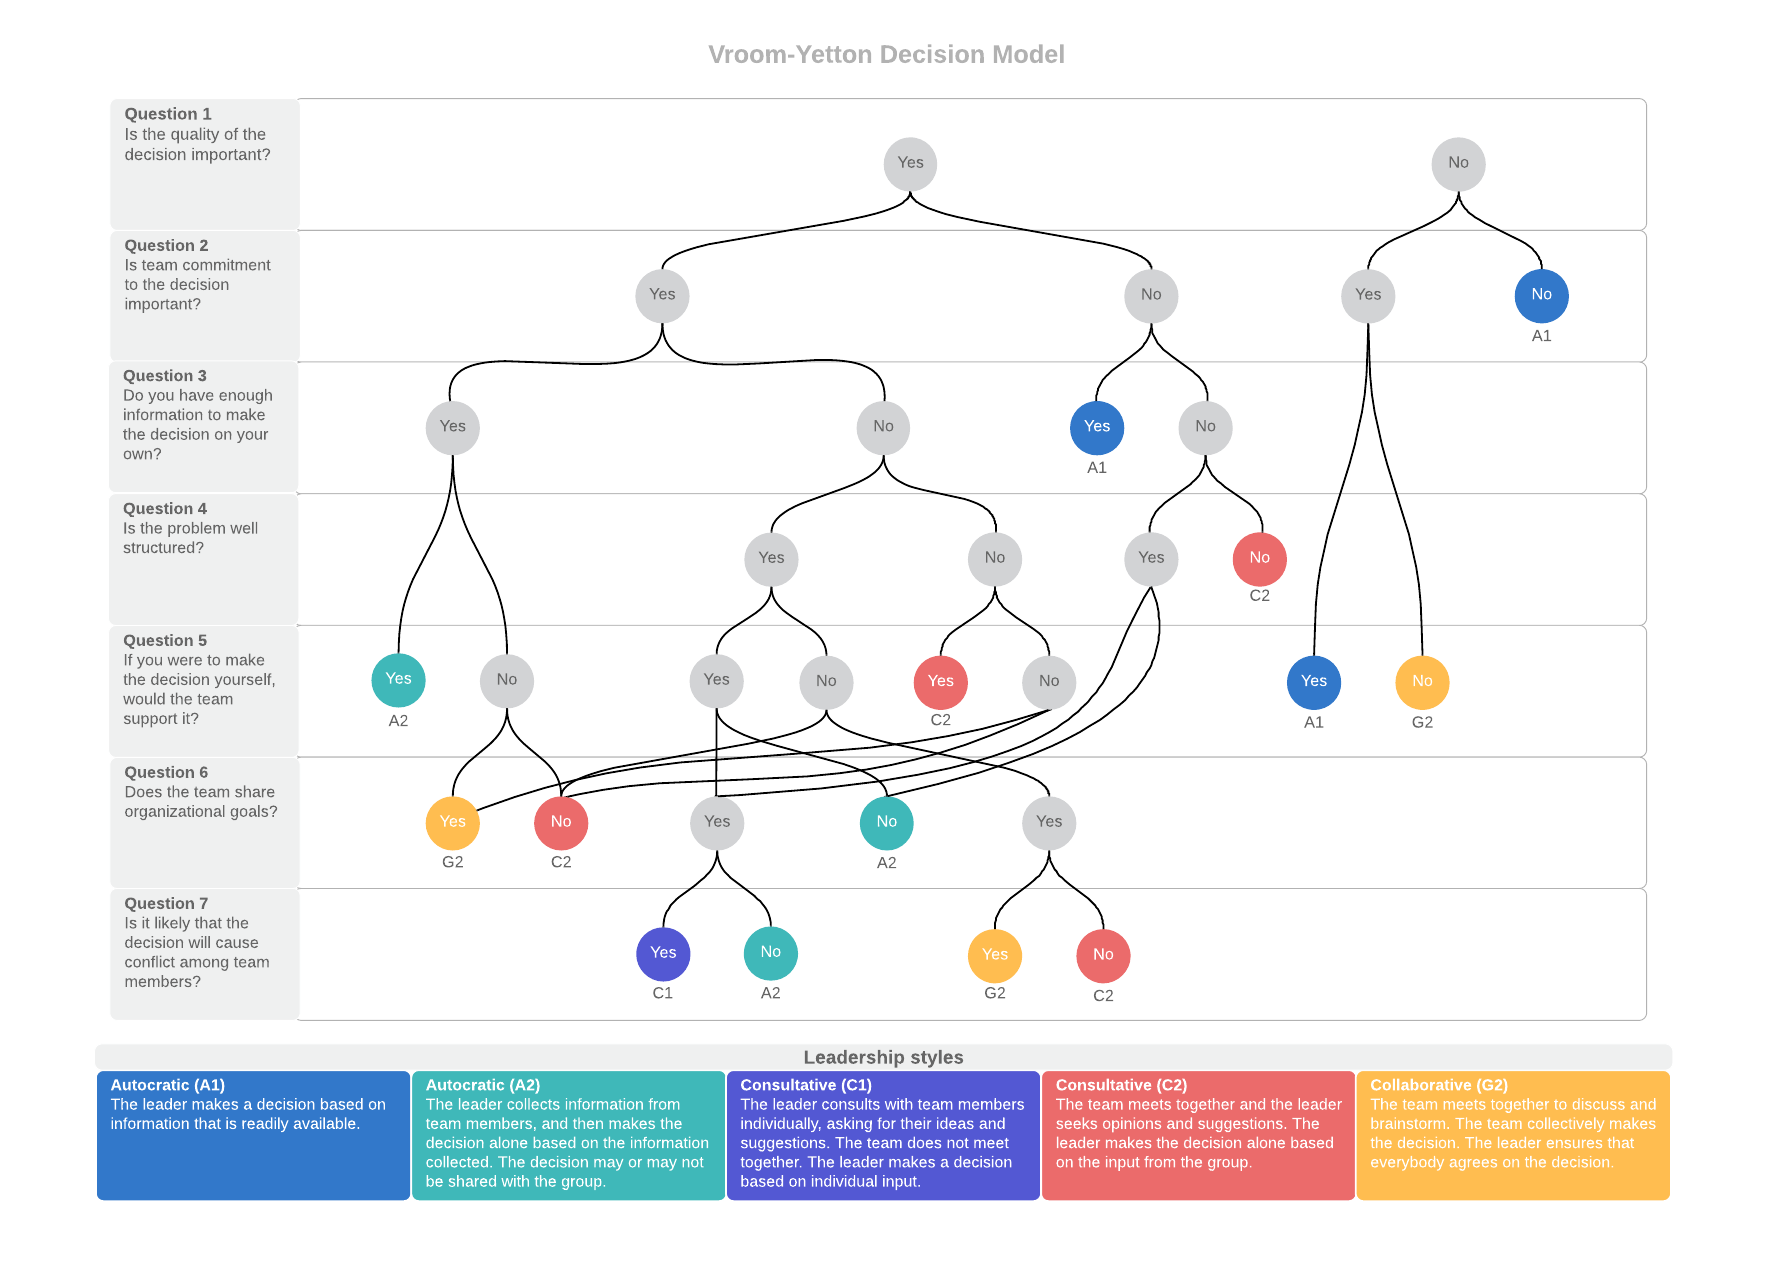 Vroom-Yetton Decision Model
Question 1
Is the quality of the
decision important?
Yes
No
Question 2
Is team commitment
to the decision
important?
Yes
No
Yes
No
A1
Question 3
Do you have enough
information to make
the decision on your
own?
Yes
No
Yes
No
A1
Question 4
Is the problem well
structured?
Yes
No
Yes
No
C2
Question 5
If you were to make
the decision yourself,
would the team
support it?
Yes
No
Yes
No
Yes
No
Yes
No
A2
C2
A1
G2
Question 6
Does the team share
organizational goals?
Yes
No
Yes
No
Yes
G2
C2
A2
Question 7
Is it likely that the
decision will cause
conflict among team
members?
Yes
No
Yes
No
C1
A2
G2
C2
Leadership styles
Autocratic (A1)
The leader makes a decision based on
information that is readily available.
Autocratic (A2)
The leader collects information from
team members, and then makes the
decision alone based on the information
collected. The decision may or may not
be shared with the group.
Consultative (C1)
The leader consults with team members
individually, asking for their ideas and
suggestions. The team does not meet
together. The leader makes a decision
based on individual input.
Consultative (C2)
The team meets together and the leader
seeks opinions and suggestions. The
leader makes the decision alone based
on the input from the group.
Collaborative (G2)
The team meets together to discuss and
brainstorm. The team collectively makes
the decision. The leader ensures that
everybody agrees on the decision.